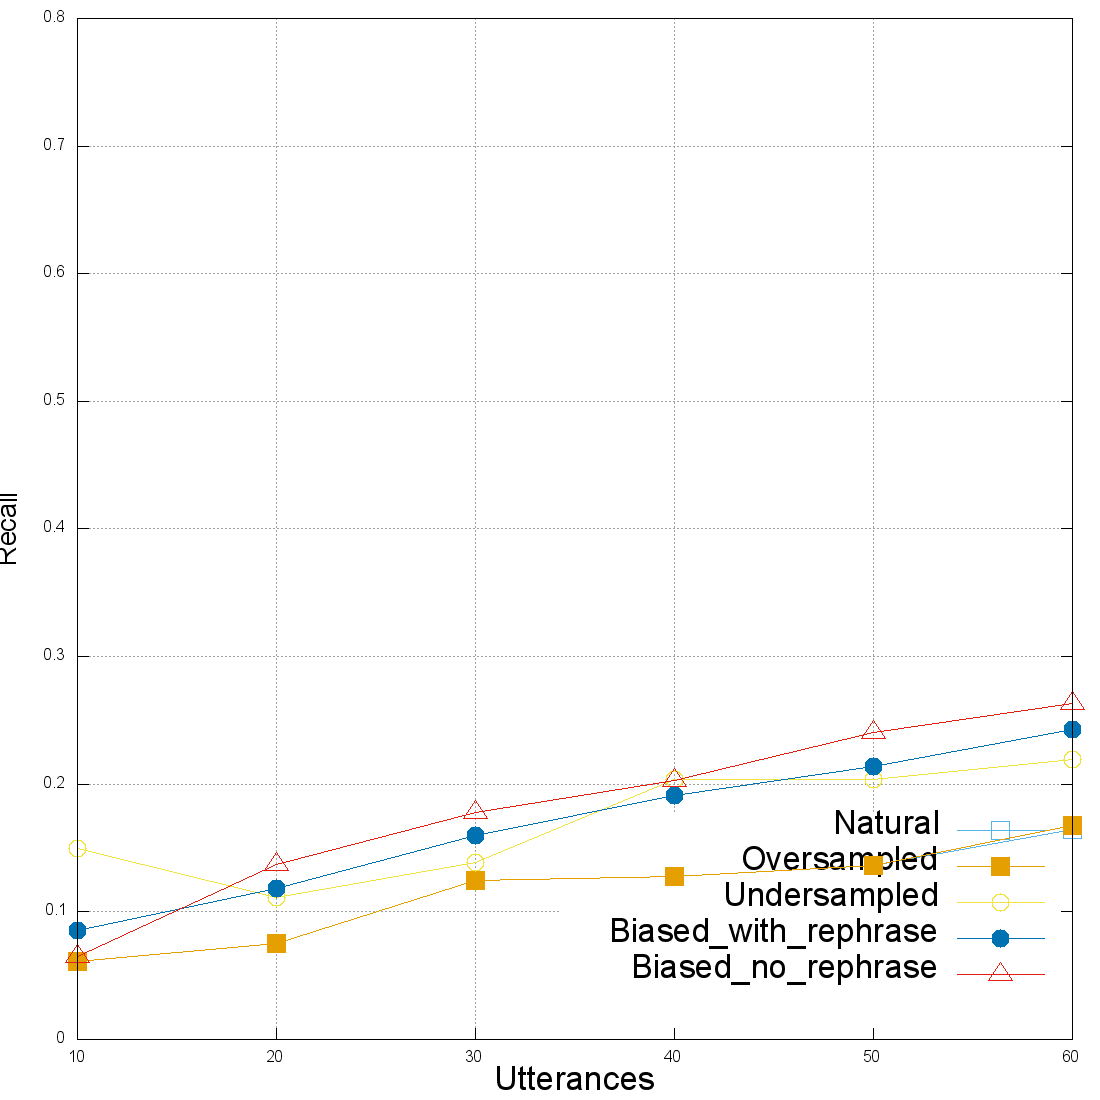 0.8
0.7
0.6
0.5
0.4
0.3
0.2
0.1
0
Recall
Natural
Oversampled
Undersampled
Biased_with_rephrase
Biased_no_rephrase
10 20 30 40 50 60
Utterances